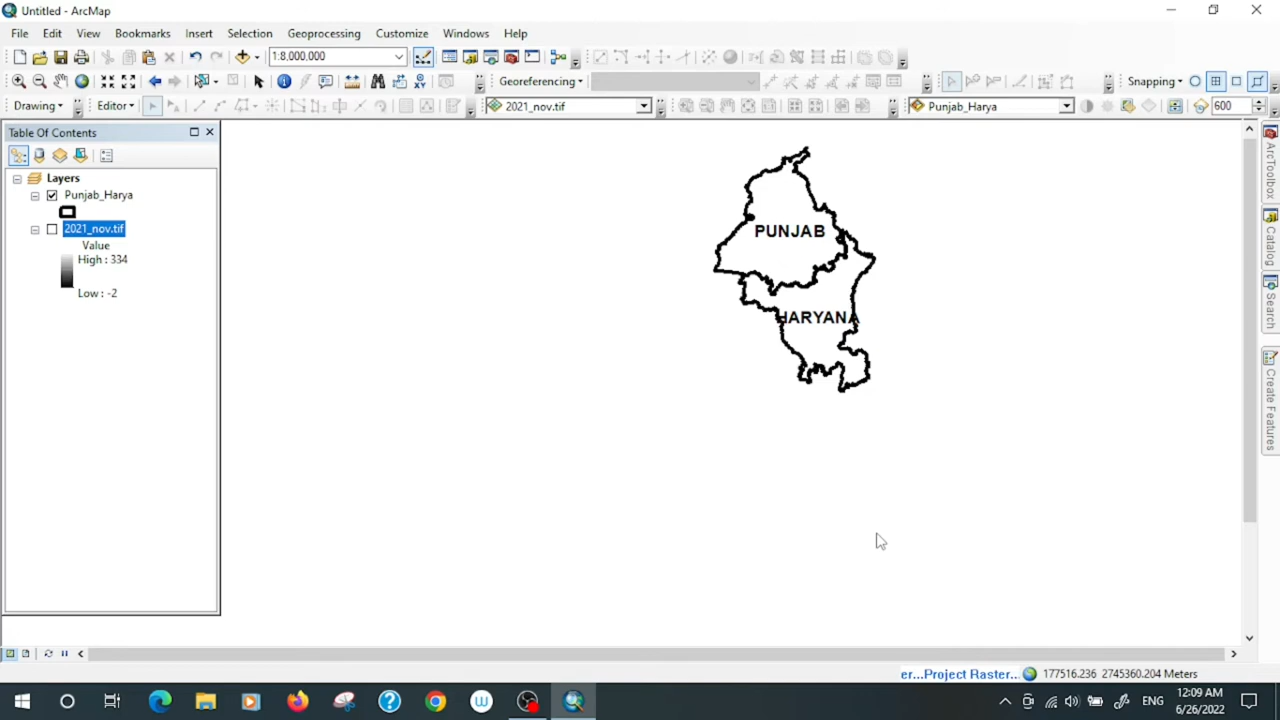 Untitled - ArcMap
File Edit View Bookmarks Insert Selection Geoprocessing Customize Windows Help
1:8,000,000
Georeferencing
Snapping
Drawing Editor 2021_nov.tif Punjab_Harya 600
Table Of Contents
Layers
Punjab_Harya
2021_nov.tif
Value
High : 334
Low : -2
PUNJAB
HARYANA
ArcToolbox
Catalog
Search
Create Features
er...Project Raster... 177516.236 2745360.204 Meters
ENG
12:09 AM
6/26/2022